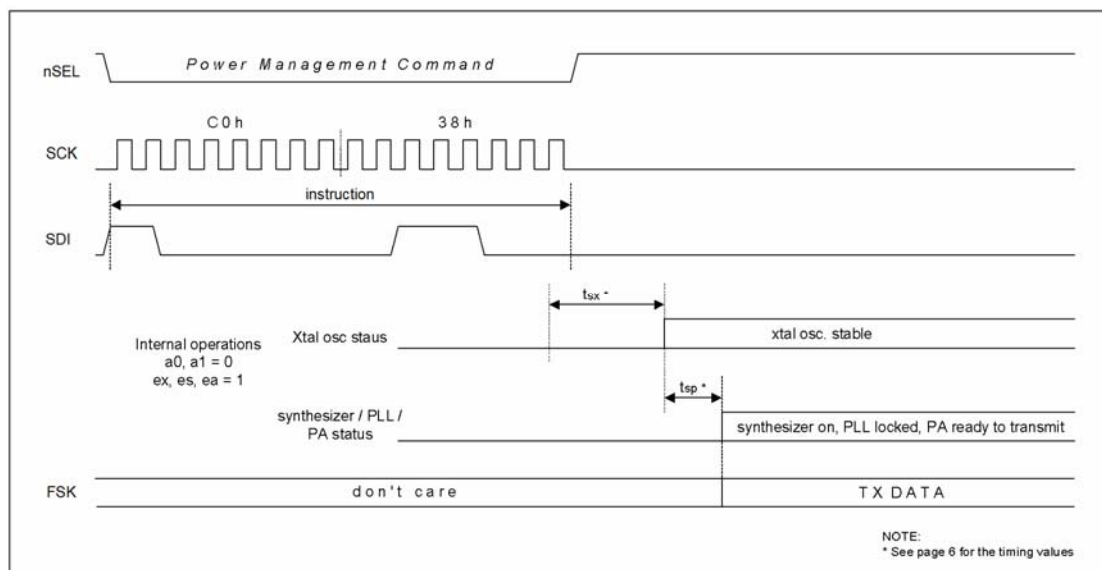 nSEL
Power Management Command
C0h
38h
SCK
instruction
SDI
tsx *
Xtal osc staus
xtal osc. stable
Internal operations
a0, a1 = 0
ex, es, ea = 1
tsp *
synthesizer / PLL /
PA status
synthesizer on, PLL locked, PA ready to transmit
FSK
don't care
TX DATA
NOTE:
* See page 6 for the timing values